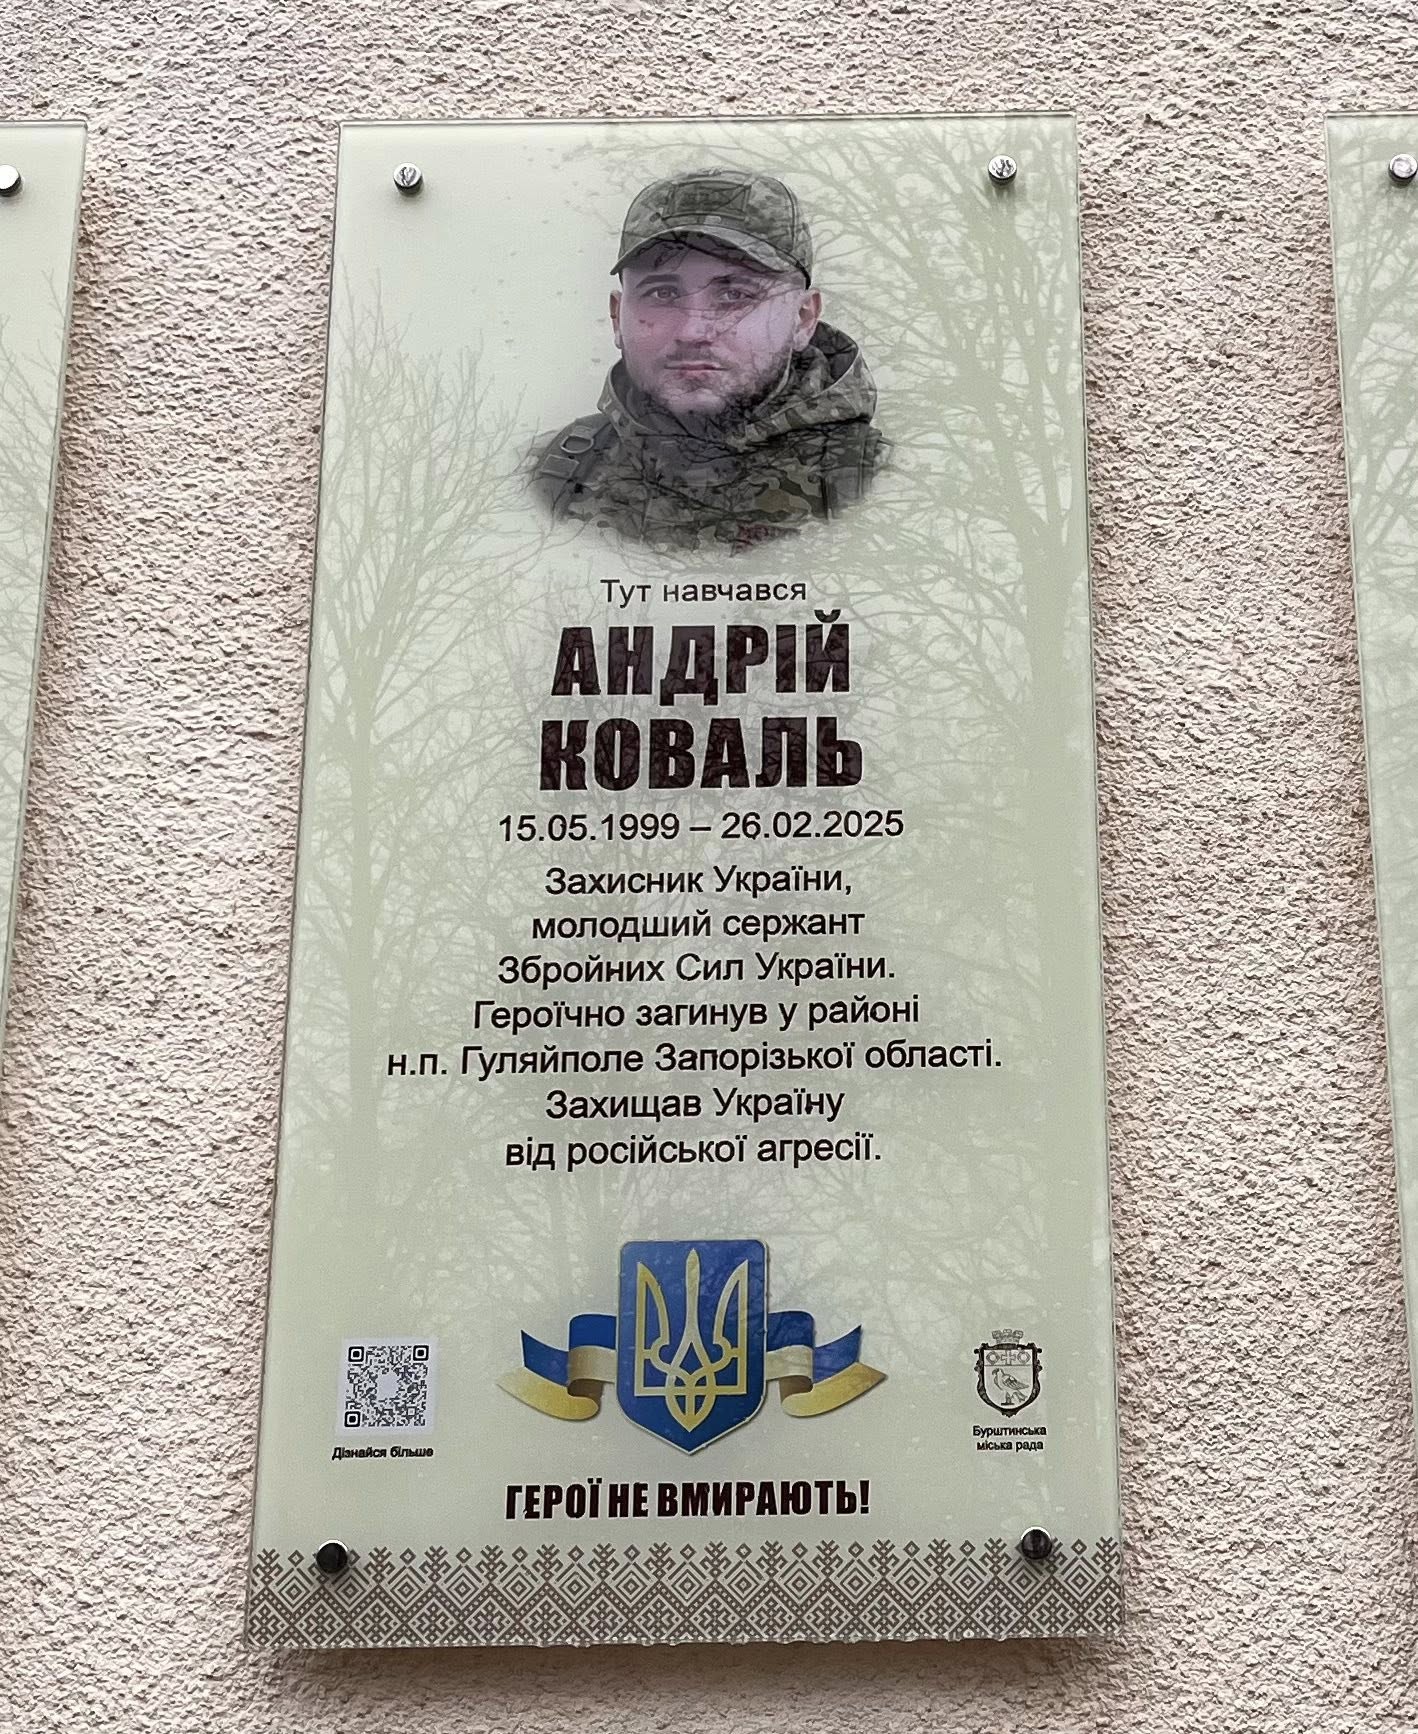 Тут навчався
АНДРІЙ
КОВАЛЬ
15.05.1999 – 26.02.2025
Захисник України,
молодший сержант
Збройних Сил України.
Героїчно загинув у районі
н.п. Гуляйполе Запорізької області.
Захищав Україну
від російської агресії.
Дізнайся більше
Бурштинська
міська рада
ГЕРОЇ НЕ ВМИРАЮТЬ!